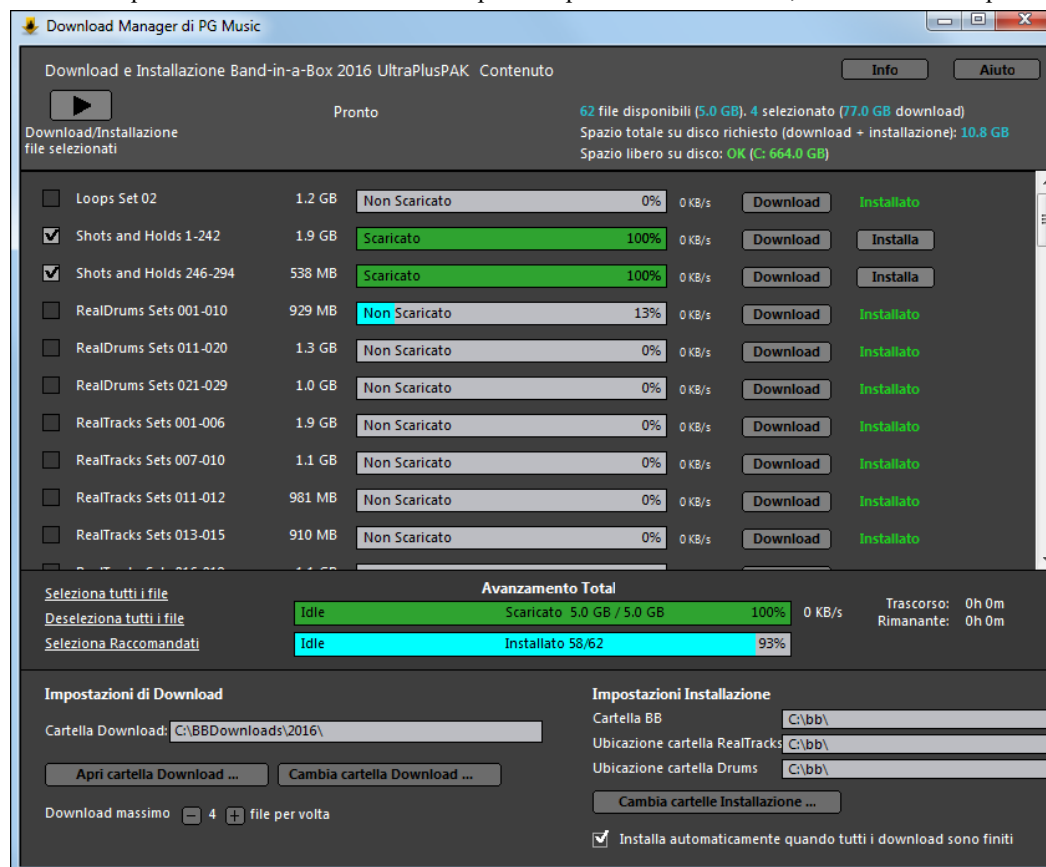 Download Manager di PG Music
Download e Installazione Band-in-a-Box 2016 UltraPlusPAK Contenuto
Info
Aiuto
Pronto
Download/Installazione
file selezionati
62 file disponibili (5.0 GB). 4 selezionato (77.0 GB download)
Spazio totale su disco richiesto (download + installazione): 10.8 GB
Spazio libero su disco: OK (C: 664.0 GB)
Loops Set 02 1.2 GB Non Scaricato 0% 0 KB/s Download Installato
Shots and Holds 1-242 1.9 GB Scaricato 100% 0 KB/s Download Installa
Shots and Holds 246-294 538 MB Scaricato 100% 0 KB/s Download Installa
RealDrums Sets 001-010 929 MB Non Scaricato 13% 0 KB/s Download Installato
RealDrums Sets 011-020 1.3 GB Non Scaricato 0% 0 KB/s Download Installato
RealDrums Sets 021-029 1.0 GB Non Scaricato 0% 0 KB/s Download Installato
RealTracks Sets 001-006 1.9 GB Non Scaricato 0% 0 KB/s Download Installato
RealTracks Sets 007-010 1.1 GB Non Scaricato 0% 0 KB/s Download Installato
RealTracks Sets 011-012 981 MB Non Scaricato 0% 0 KB/s Download Installato
RealTracks Sets 013-015 910 MB Non Scaricato 0% 0 KB/s Download Installato
Seleziona tutti i file
Deseleziona tutti i file
Seleziona Raccomandati
Avanzamento Total
Idle Scaricato 5.0 GB / 5.0 GB 100% 0 KB/s
Idle Installato 58/62 93%
Trascorso: 0h 0m
Rimanante: 0h 0m
Impostazioni di Download
Cartella Download: C:\BBDownloads\2016\
Apri cartella Download ...
Cambia cartella Download ...
Download massimo - 4 + file per volta
Impostazioni Installazione
Cartella BB C:\bb\
Ubicazione cartella RealTracks C:\bb\
Ubicazione cartella Drums C:\bb\
Cambia cartelle Installazione ...
Installa automaticamente quando tutti i download sono finiti